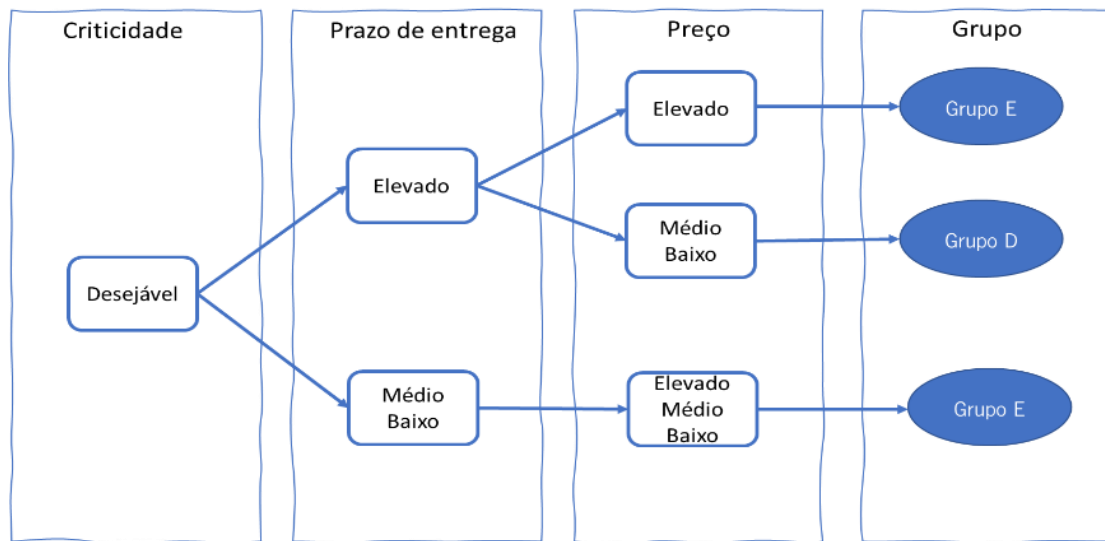 Criticidade
Prazo de entrega
Preço
Grupo
Elevado
Grupo E
Elevado
Médio
Baixo
Grupo D
Desejável
Médio
Baixo
Elevado
Médio
Baixo
Grupo E